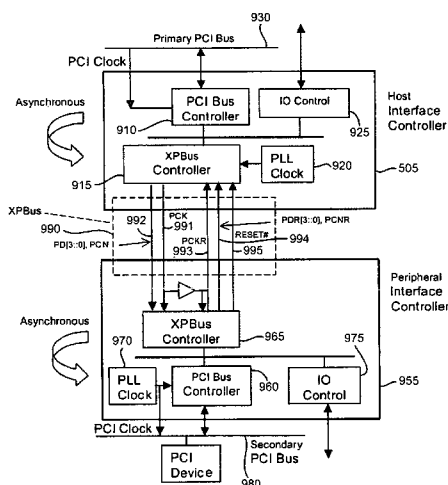 930
Primary PCI Bus
PCI Clock
Asynchronous
PCI Bus
Controller
910
IO Control
925
Host
Interface
Controller
XPBus
Controller
915
PLL
Clock
920
505
XPBus
990
992
PCK
991
PD[3::0], PCN
PCKR
993
PDR[3::0], PCNR
RESET#
994
995
Peripheral
Interface
Controller
Asynchronous
XPBus
Controller
965
970
PLL
Clock
PCI Bus
Controller
960
975
IO
Control
955
PCI Clock
Secondary
PCI Bus
PCI
Device
980